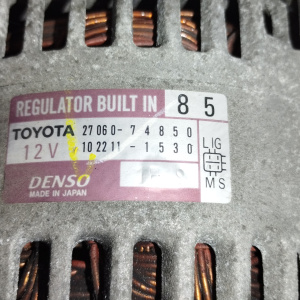 REGULATOR BUILT IN 85
TOYOTA 27060-74850
12V 102211-1530
L IG
M S
DENSO
MADE IN JAPAN